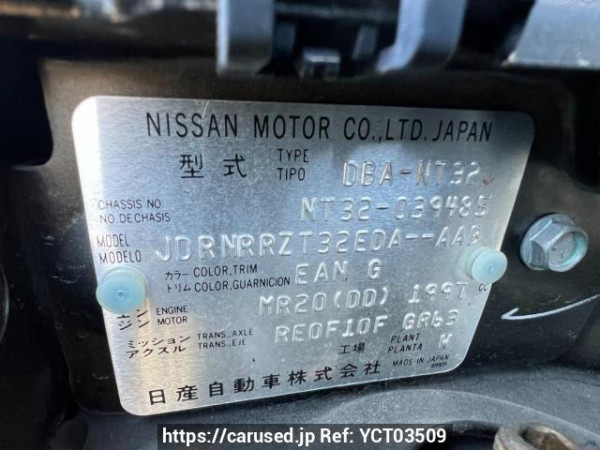 NISSAN MOTOR CO.,LTD. JAPAN
型式 TYPE TIPO DBA-NT32
CHASSIS NO. NO.DE CHASIS NT32-039485
MODEL MODELO JDRNRRZT32EDA--AAB
カラー COLOR,TRIM トリム COLOR,GUARNICION EAN G
エンジン ENGINE MOTOR MR20(DD) 1997 CC
ミッション アクスル TRANS.,AXLE TRANS.,EJE RE0F10F GR63
工場 PLANT PLANTA W MADE IN JAPAN
日産自動車株式会社
https://carused.jp Ref: YCT03509